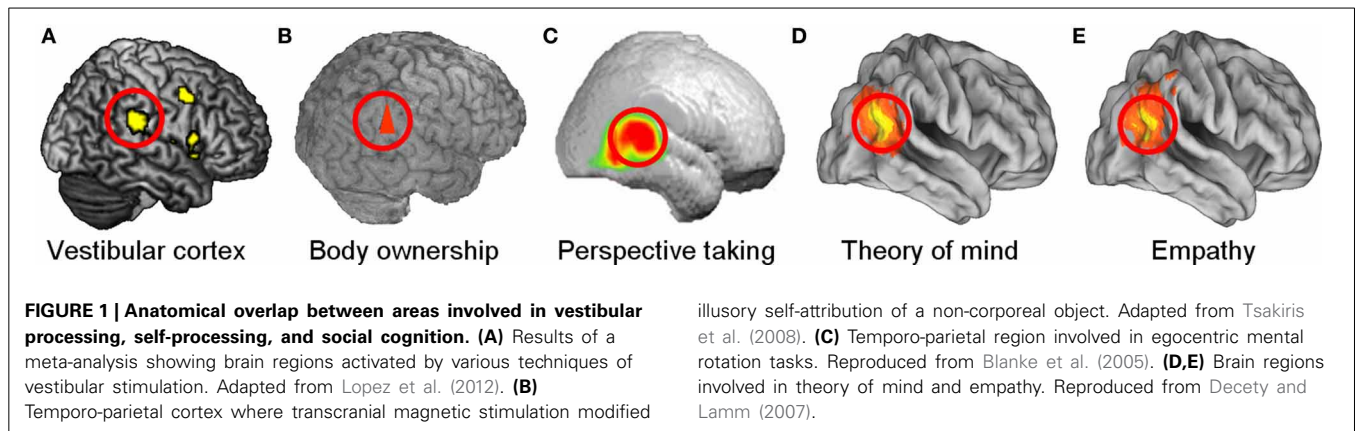 A
B
C
D
E
Vestibular cortex
Body ownership
Perspective taking
Theory of mind
Empathy
FIGURE 1 | Anatomical overlap between areas involved in vestibular
processing, self-processing, and social cognition. (A) Results of a
meta-analysis showing brain regions activated by various techniques of
vestibular stimulation. Adapted from Lopez et al. (2012). (B)
Temporo-parietal cortex where transcranial magnetic stimulation modified
illusory self-attribution of a non-corporeal object. Adapted from Tsakiris
et al. (2008). (C) Temporo-parietal region involved in egocentric mental
rotation tasks. Reproduced from Blanke et al. (2005). (D,E) Brain regions
involved in theory of mind and empathy. Reproduced from Decety and
Lamm (2007).